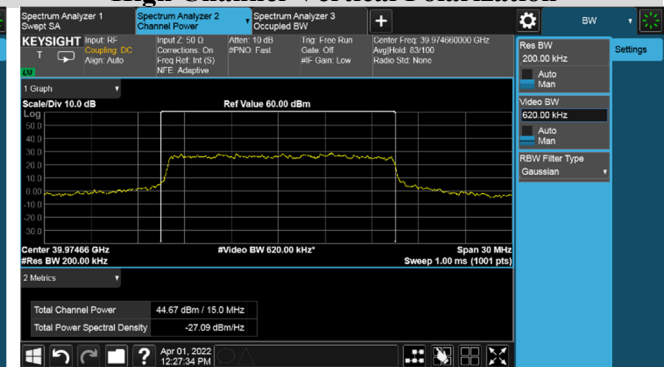 High Channel Vertical Polarization
Spectrum Analyzer 1
Swept SA
Spectrum Analyzer 2
Channel Power
Spectrum Analyzer 3
Occupied BW
+
KEYSIGHT
Input: RF
Coupling: DC
Align: Auto
Input Z: 50 Ω
Corrections: On
Freq Ref: Int (S)
NFE: Adaptive
Atten: 10 dB
#PNO: Fast
Trig: Free Run
Gate: Off
#IF Gain: Low
Center Freq: 39.974660000 GHz
Avg|Hold: 83/100
Radio Std: None
1 Graph
Scale/Div 10.0 dB
Ref Value 60.00 dBm
Log
50.0
40.0
30.0
20.0
10.0
0.00
-10.0
-20.0
-30.0
Center 39.97466 GHz
#Res BW 200.00 kHz
#Video BW 620.00 kHz*
Span 30 MHz
Sweep 1.00 ms (1001 pts)
2 Metrics
Total Channel Power 44.67 dBm / 15.0 MHz
Total Power Spectral Density -27.09 dBm/Hz
?
Apr 01, 2022
12:27:34 PM
BW
Res BW
200.00 kHz
Auto
Man
Video BW
620.00 kHz
Auto
Man
RBW Filter Type
Gaussian
Settings